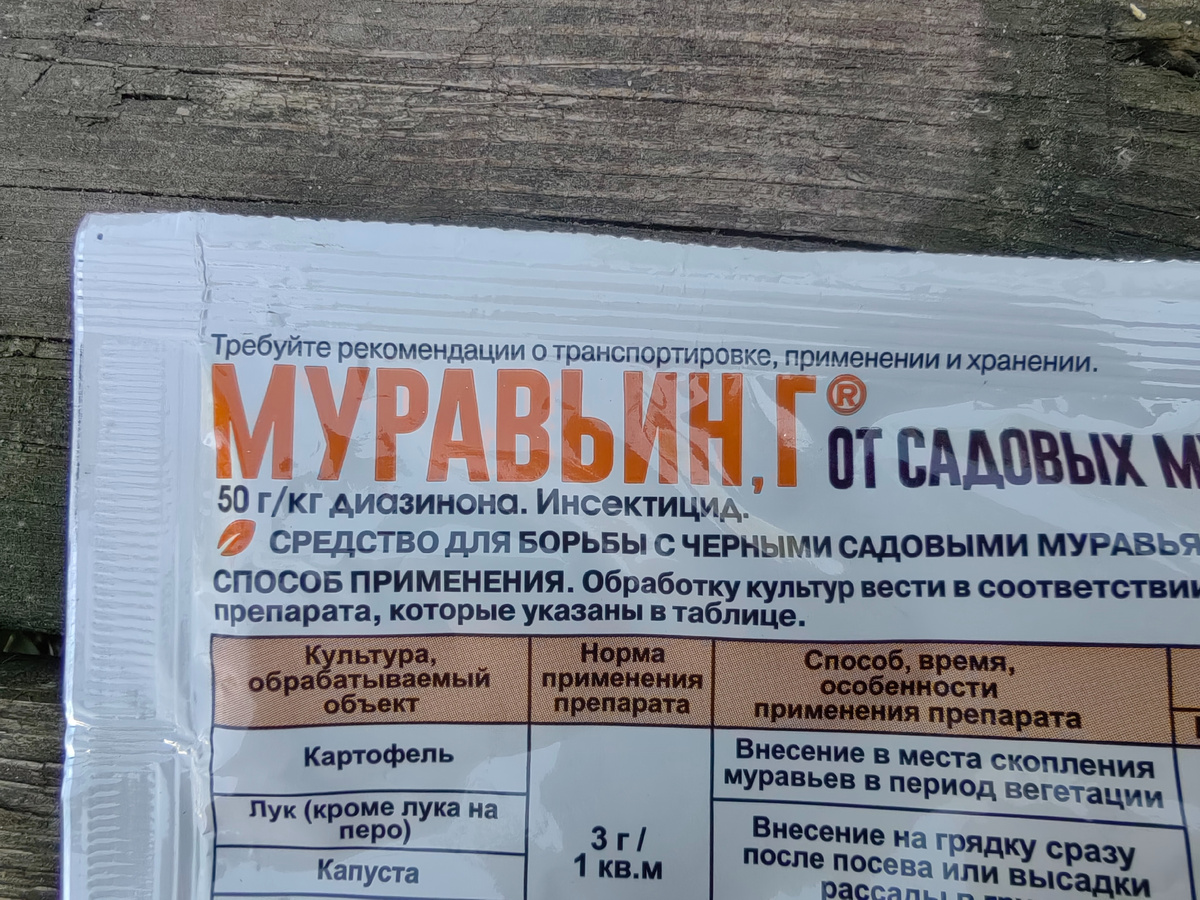 Требуйте рекомендации о транспортировке, применении и хранении.
МУРАВЬИН,Г® ОТ САДОВЫХ М
50 г/кг диазинона. Инсектицид.
СРЕДСТВО ДЛЯ БОРЬБЫ С ЧЕРНЫМИ САДОВЫМИ МУРАВЬЯ
СПОСОБ ПРИМЕНЕНИЯ. Обработку культур вести в соответствии
препарата, которые указаны в таблице.
Культура,
обрабатываемый
объект
Норма
применения
препарата
Способ, время,
особенности
применения препарата
Картофель
Лук (кроме лука на
перо)
Капуста
3 г /
1 кв.м
Внесение в места скопления
муравьев в период вегетации
Внесение на грядку сразу
после посева или высадки
рассады в